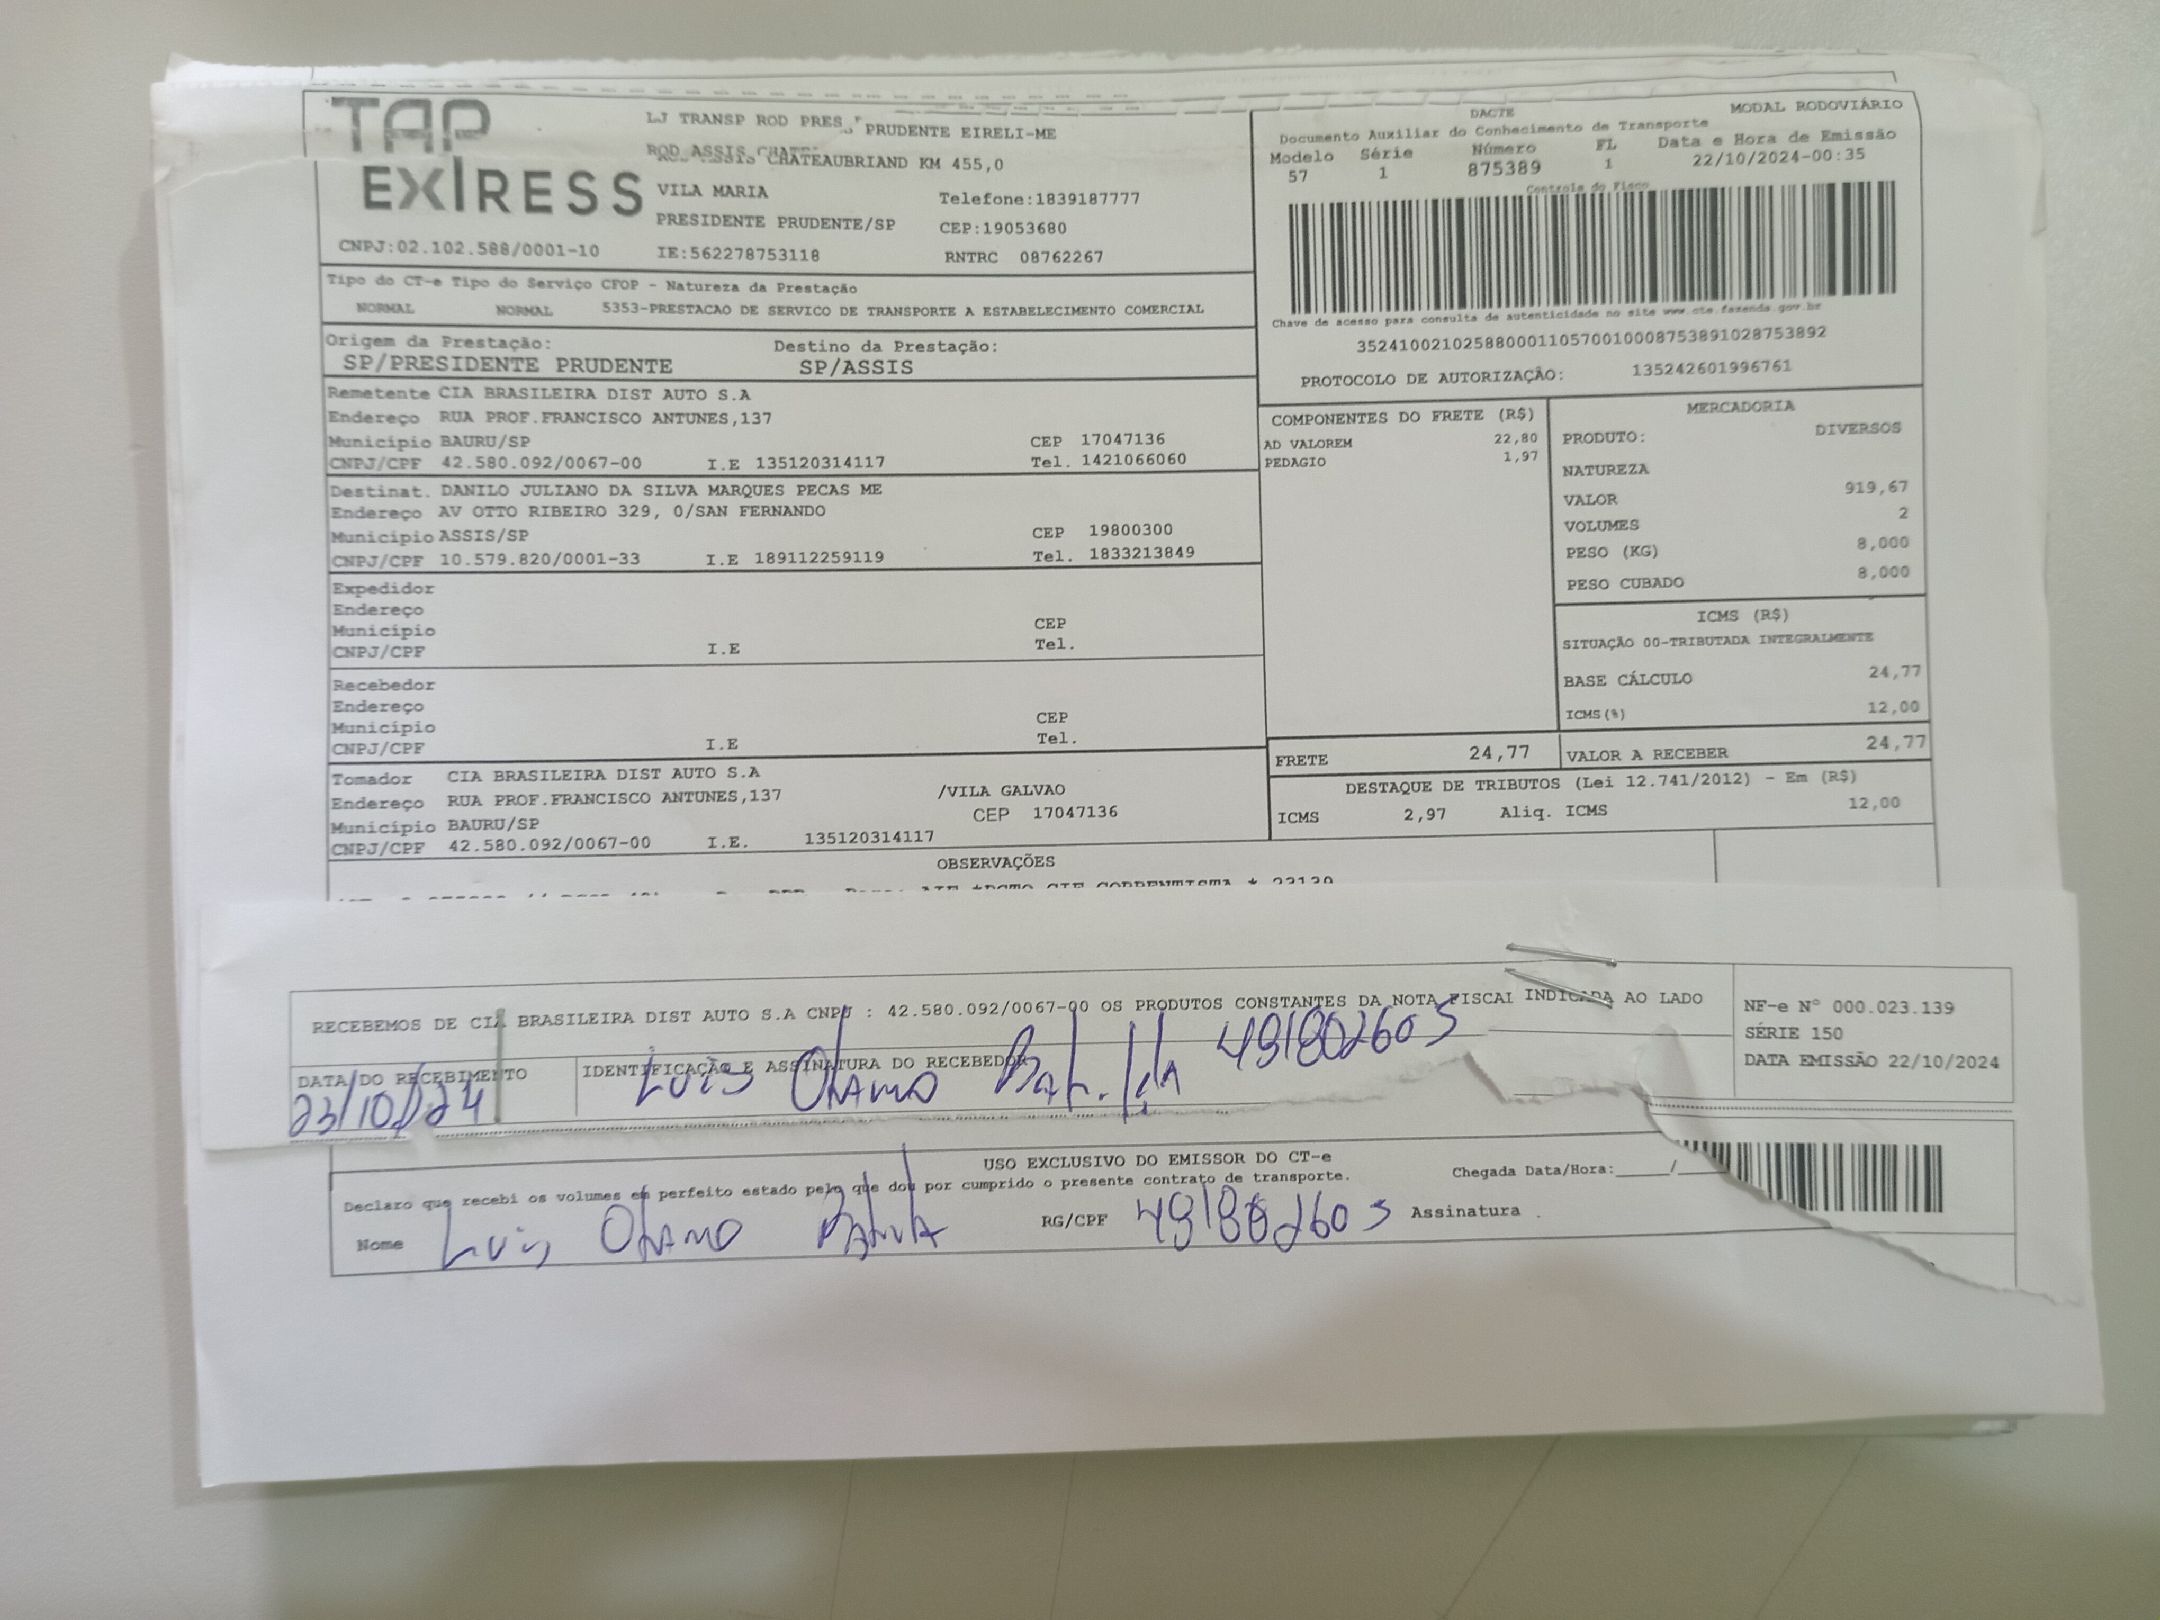 TAP
EXPRESS
LJ TRANSP ROD PRES. PRUDENTE EIRELI-ME
ROD ASSIS CHATEAUBRIAND KM 455,0
VILA MARIA
Telefone:1839187777
PRESIDENTE PRUDENTE/SP
CEP:19053680
CNPJ:02.102.588/0001-10
IE:562278753118
RNTRC 08762267
DACTE
MODAL RODOVIÁRIO
Documento Auxiliar do Conhecimento de Transporte
Modelo Série Número FL Data e Hora de Emissão
57 1 875389 1 22/10/2024-00:35
Controle do Fisco
Chave de acesso para consulta de autenticidade no site www.cte.fazenda.gov.br
35241002102588000110570010008753891028753892
PROTOCOLO DE AUTORIZAÇÃO: 135242601996761
Tipo do CT-e Tipo do Serviço CFOP - Natureza da Prestação
NORMAL NORMAL 5353-PRESTACAO DE SERVICO DE TRANSPORTE A ESTABELECIMENTO COMERCIAL
Origem da Prestação: Destino da Prestação:
SP/PRESIDENTE PRUDENTE SP/ASSIS
Remetente CIA BRASILEIRA DIST AUTO S.A
Endereço RUA PROF.FRANCISCO ANTUNES,137
Município BAURU/SP CEP 17047136
CNPJ/CPF 42.580.092/0067-00 I.E 135120314117 Tel. 1421066060
Destinat. DANILO JULIANO DA SILVA MARQUES PECAS ME
Endereço AV OTTO RIBEIRO 329, 0/SAN FERNANDO
Município ASSIS/SP CEP 19800300
CNPJ/CPF 10.579.820/0001-33 I.E 189112259119 Tel. 1833213849
Expedidor
Endereço
Município CEP
CNPJ/CPF I.E Tel.
Recebedor
Endereço
Município CEP
CNPJ/CPF I.E Tel.
Tomador CIA BRASILEIRA DIST AUTO S.A
Endereço RUA PROF.FRANCISCO ANTUNES,137 /VILA GALVAO
Município BAURU/SP CEP 17047136
CNPJ/CPF 42.580.092/0067-00 I.E. 135120314117
COMPONENTES DO FRETE (R$)
AD VALOREM 22,80
PEDAGIO 1,97
MERCADORIA
PRODUTO: DIVERSOS
NATUREZA
VALOR 919,67
VOLUMES 2
PESO (KG) 8,000
PESO CUBADO 8,000
ICMS (R$)
SITUAÇÃO 00-TRIBUTADA INTEGRALMENTE
BASE CÁLCULO 24,77
ICMS(%) 12,00
FRETE 24,77 VALOR A RECEBER 24,77
DESTAQUE DE TRIBUTOS (Lei 12.741/2012) - Em (R$)
ICMS 2,97 Aliq. ICMS 12,00
OBSERVAÇÕES
RECEBEMOS DE CIA BRASILEIRA DIST AUTO S.A CNPJ : 42.580.092/0067-00 OS PRODUTOS CONSTANTES DA NOTA FISCAL INDICADA AO LADO
DATA DO RECEBIMENTO IDENTIFICAÇÃO E ASSINATURA DO RECEBEDOR
23/10/24 Luis 491802605
NF-e Nº 000.023.139
SÉRIE 150
DATA EMISSÃO 22/10/2024
USO EXCLUSIVO DO EMISSOR DO CT-e
Declaro que recebi os volumes em perfeito estado pelo que dou por cumprido o presente contrato de transporte.
Chegada Data/Hora:_____/____
Nome Luis RG/CPF 491802605 Assinatura